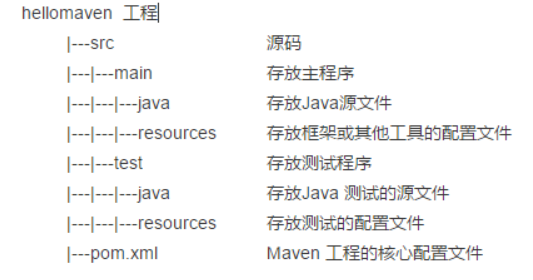 hellomaven 工程
|---src 源码
|---|---main 存放主程序
|---|---|---java 存放Java源文件
|---|---|---resources 存放框架或其他工具的配置文件
|---|---test 存放测试程序
|---|---|---java 存放Java 测试的源文件
|---|---|---resources 存放测试的配置文件
|---pom.xml Maven 工程的核心配置文件